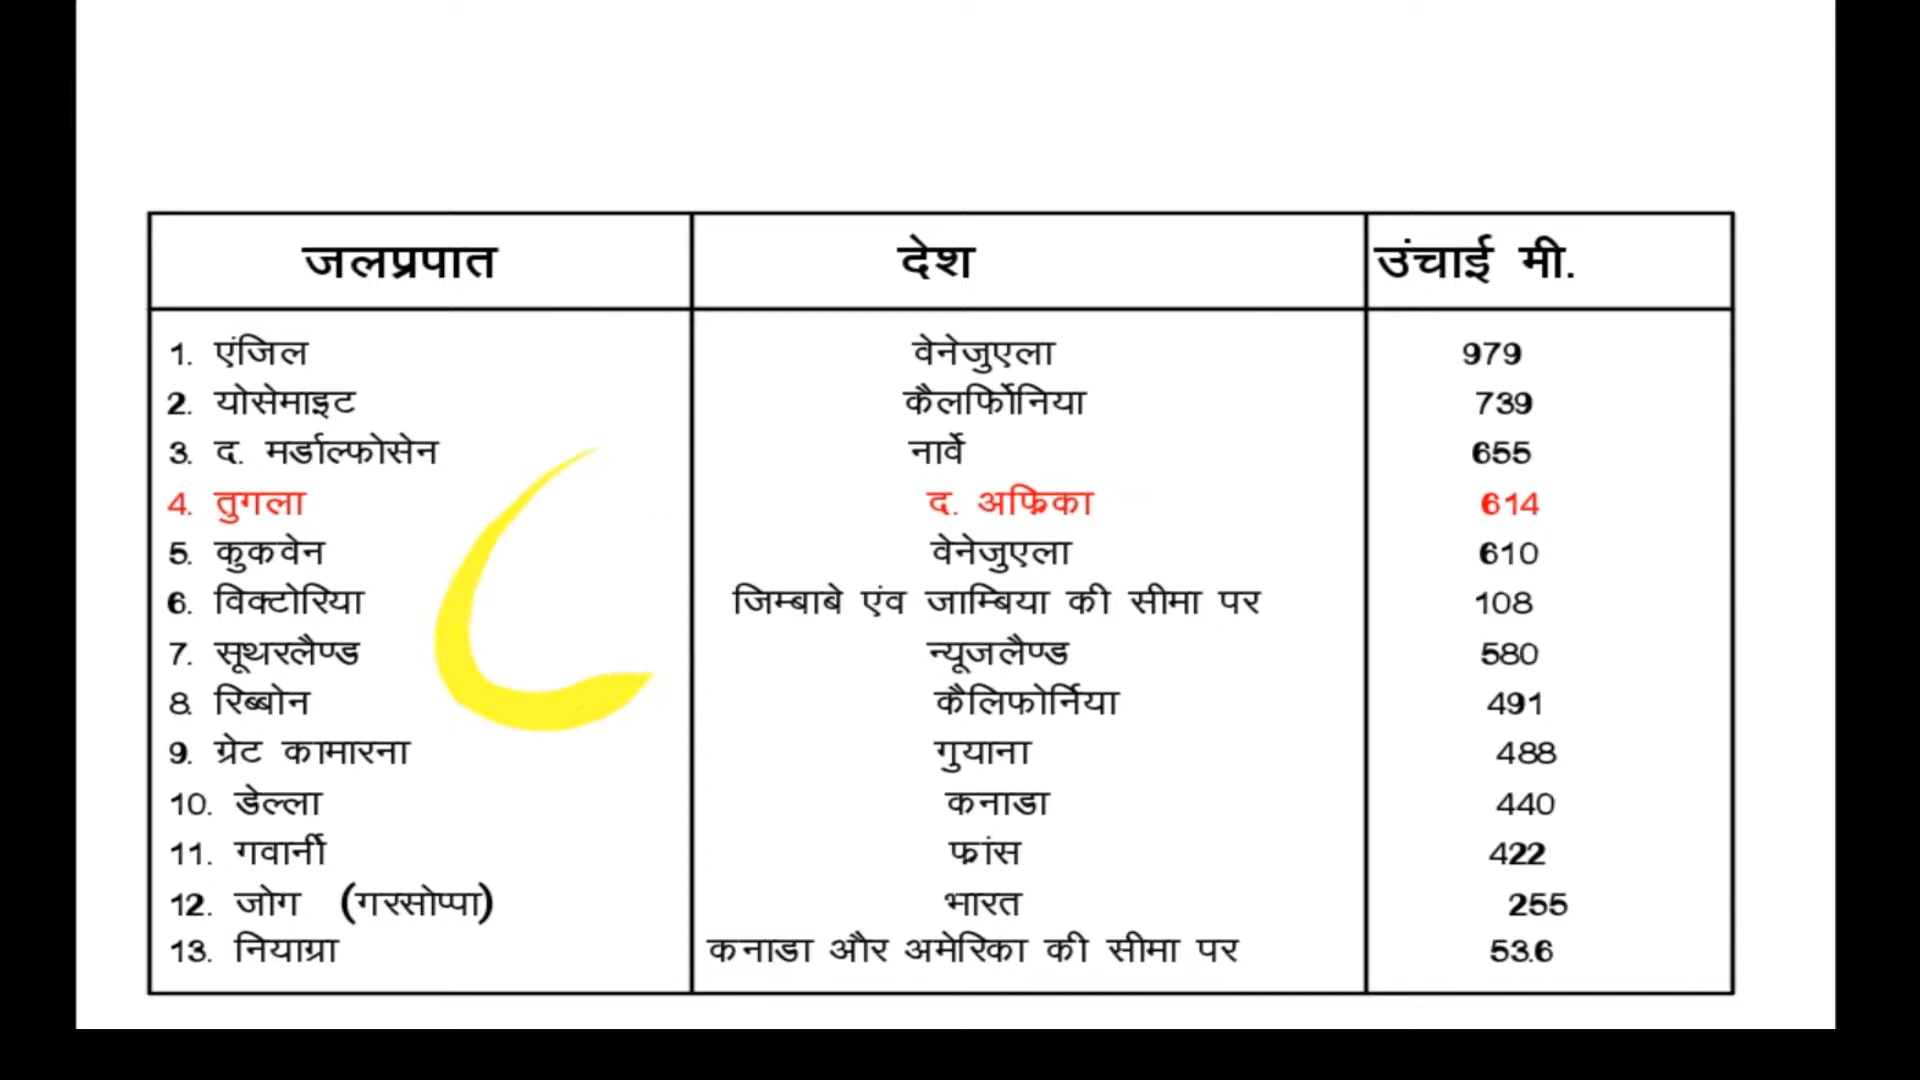 जलप्रपात देश उंचाई मी.
1. एंजिल वेनेजुएला 979
2. योसेमाइट कैलर्फोिनिया 739
3. द. मर्डाल्फोसेन नार्वे 655
4. तुगला द. अफ्रिका 614
5. कुकवेन वेनेजुएला 610
6. विक्टोरिया जिम्बाबे एंव जाम्बिया की सीमा पर 108
7. सूथरलैण्ड न्यूजलैण्ड 580
8. रिब्बोन कैलिफोर्निया 491
9. ग्रेट कामारना गुयाना 488
10. डेल्ला कनाडा 440
11. गवार्नी फ्रांस 422
12. जोग (गरसोप्पा) भारत 255
13. नियाग्रा कनाडा और अमेरिका की सीमा पर 53.6